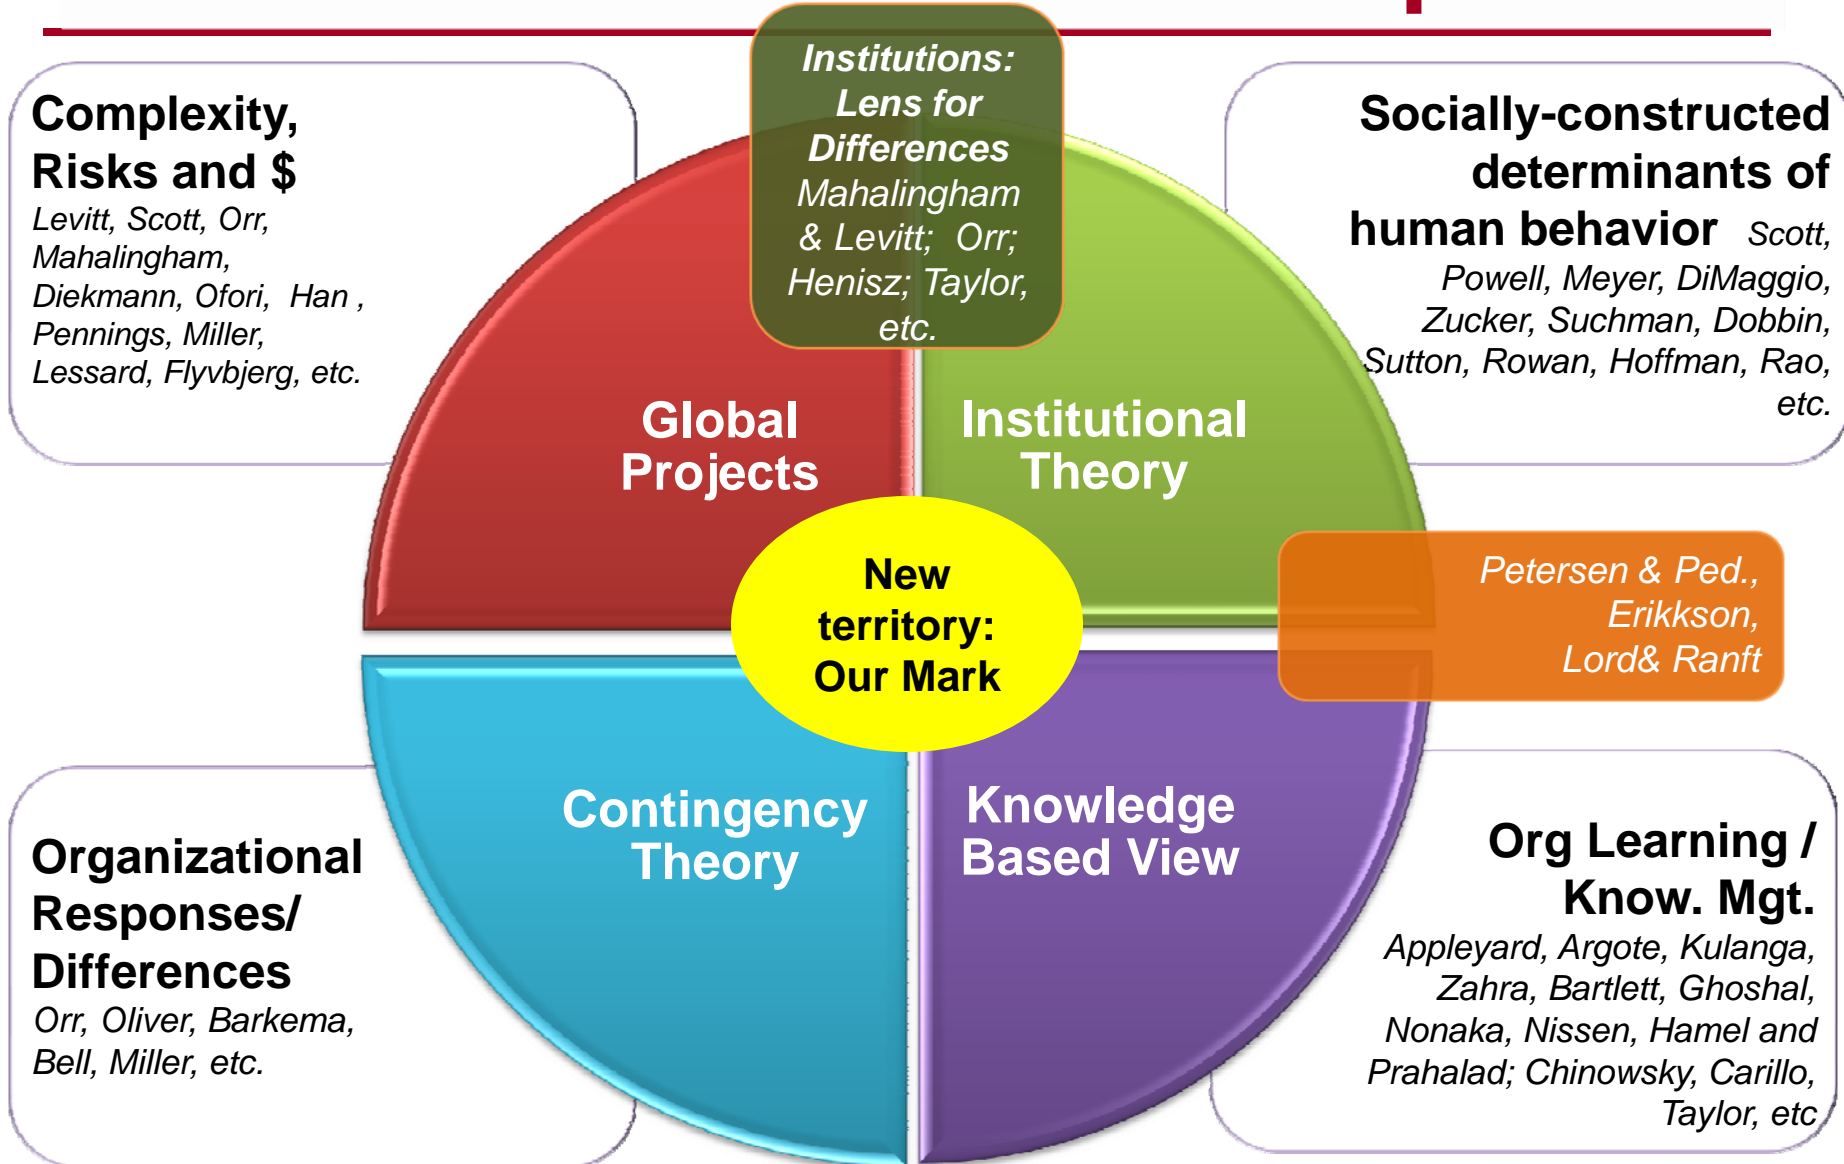 Institutions:
Lens for
Differences
Mahalingham
& Levitt; Orr;
Henisz; Taylor,
etc.
Complexity,
Risks and $
Levitt, Scott, Orr,
Mahalingham,
Diekmann, Ofori, Han ,
Pennings, Miller,
Lessard, Flyvbjerg, etc.
Socially-constructed
determinants of
human behavior Scott,
Powell, Meyer, DiMaggio,
Zucker, Suchman, Dobbin,
Sutton, Rowan, Hoffman, Rao,
etc.
Global
Projects
Institutional
Theory
New
territory:
Our Mark
Petersen & Ped.,
Erikkson,
Lord& Ranft
Contingency
Theory
Knowledge
Based View
Organizational
Responses/
Differences
Orr, Oliver, Barkema,
Bell, Miller, etc.
Org Learning /
Know. Mgt.
Appleyard, Argote, Kulanga,
Zahra, Bartlett, Ghoshal,
Nonaka, Nissen, Hamel and
Prahalad; Chinowsky, Carillo,
Taylor, etc